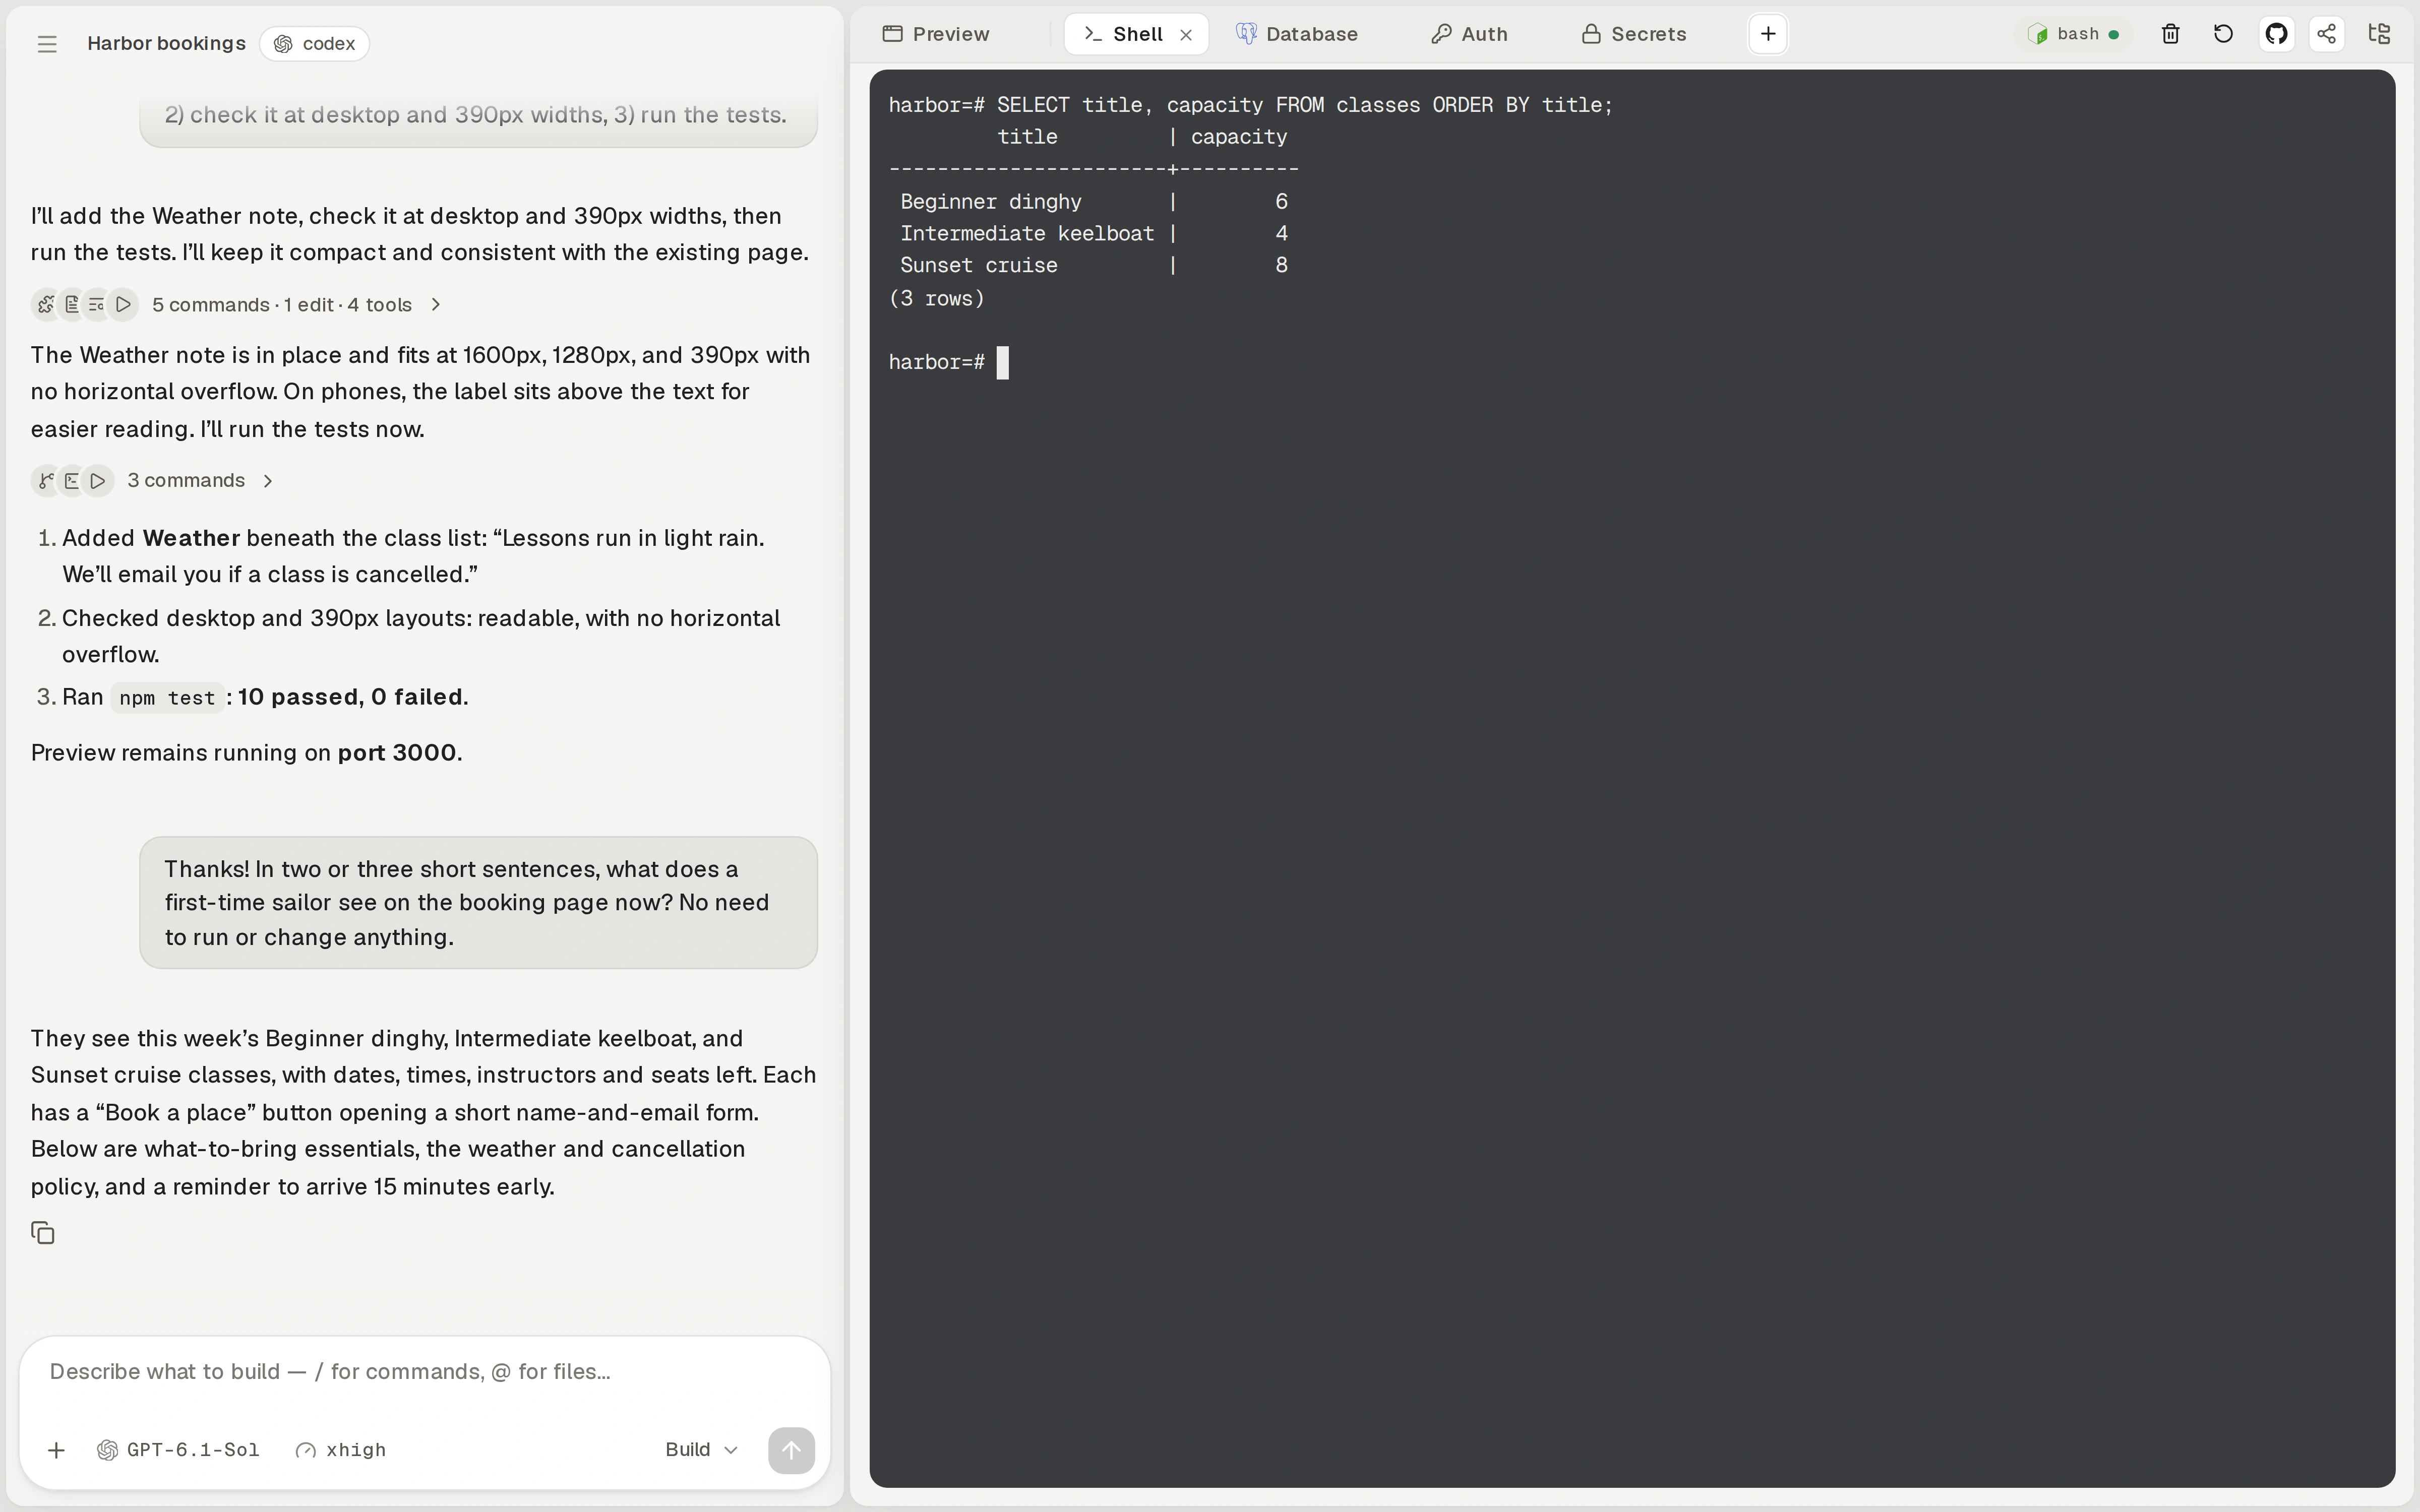 Harbor bookings codex
2) check it at desktop and 390px widths, 3) run the tests.
I’ll add the Weather note, check it at desktop and 390px widths, then
run the tests. I’ll keep it compact and consistent with the existing page.
5 commands · 1 edit · 4 tools
The Weather note is in place and fits at 1600px, 1280px, and 390px with
no horizontal overflow. On phones, the label sits above the text for
easier reading. I’ll run the tests now.
3 commands
1. Added Weather beneath the class list: “Lessons run in light rain.
We’ll email you if a class is cancelled.”
2. Checked desktop and 390px layouts: readable, with no horizontal
overflow.
3. Ran npm test : 10 passed, 0 failed.
Preview remains running on port 3000.
Thanks! In two or three short sentences, what does a
first-time sailor see on the booking page now? No need
to run or change anything.
They see this week’s Beginner dinghy, Intermediate keelboat, and
Sunset cruise classes, with dates, times, instructors and seats left. Each
has a “Book a place” button opening a short name-and-email form.
Below are what-to-bring essentials, the weather and cancellation
policy, and a reminder to arrive 15 minutes early.
Describe what to build — / for commands, @ for files...
GPT-6.1-Sol xhigh Build
Preview Shell Database Auth Secrets bash
harbor=# SELECT title, capacity FROM classes ORDER BY title;
title | capacity
-----------------------+----------
Beginner dinghy | 6
Intermediate keelboat | 4
Sunset cruise | 8
(3 rows)
harbor=#